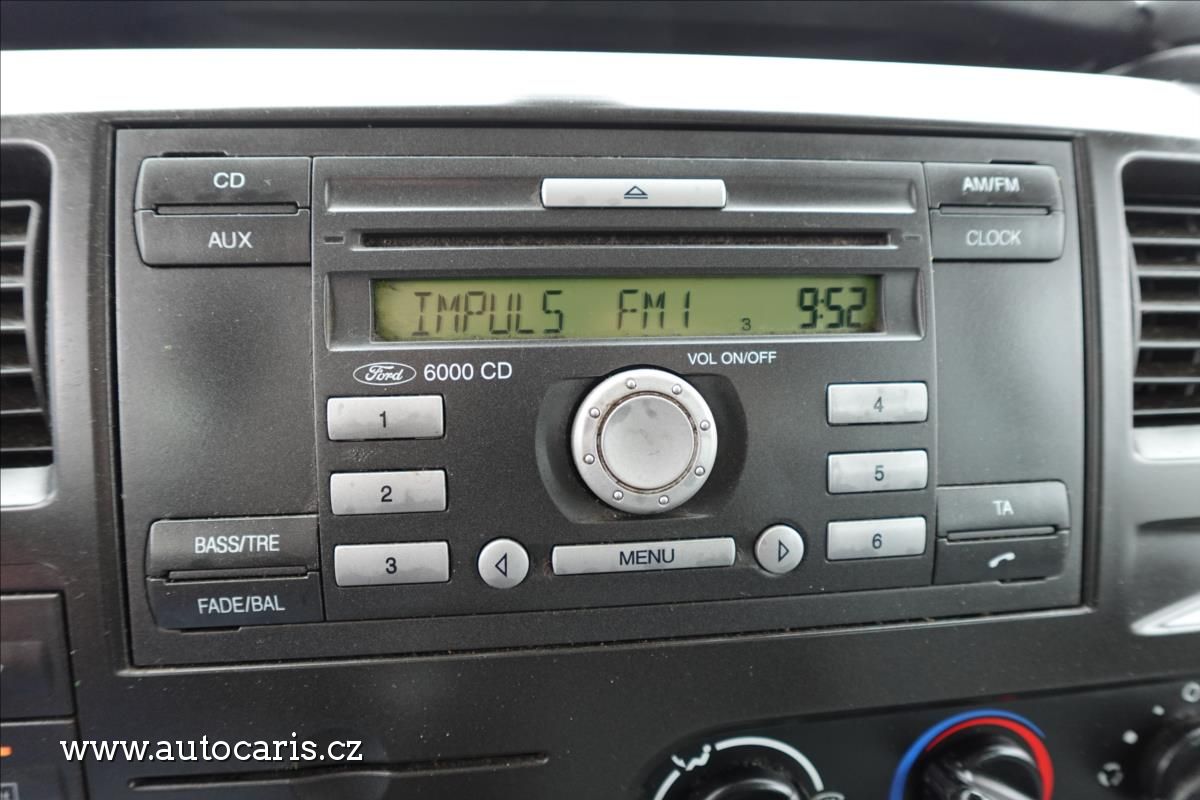 CD
AM/FM
AUX
CLOCK
IMPULS FM1 3 9:52
Ford 6000 CD
VOL ON/OFF
1
4
2
5
BASS/TRE
3
MENU
6
TA
FADE/BAL
www.autocaris.cz